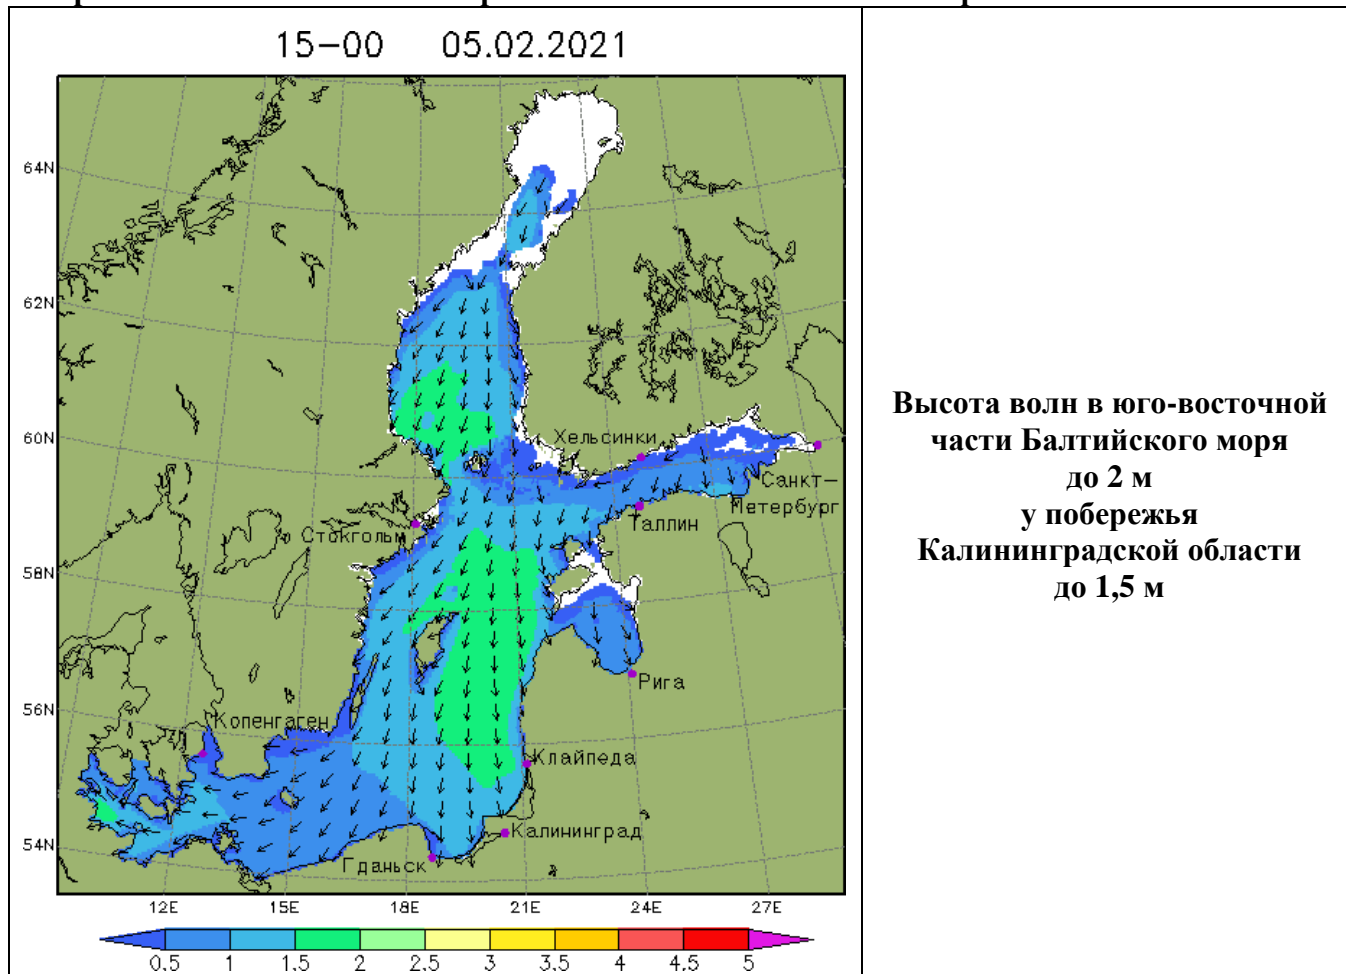 15-00 05.02.2021
64N
62N
60N
58N
56N
54N
Хельсинки
Санкт-
Петербург
Таллин
Стокгольм
Рига
Копенгаген
Клайпеда
Калининград
Гданьск
12E 15E 18E 21E 24E 27E
0.5 1 1.5 2 2.5 3 3.5 4 4.5 5
Высота волн в юго-восточной
части Балтийского моря
до 2 м
у побережья
Калининградской области
до 1,5 м